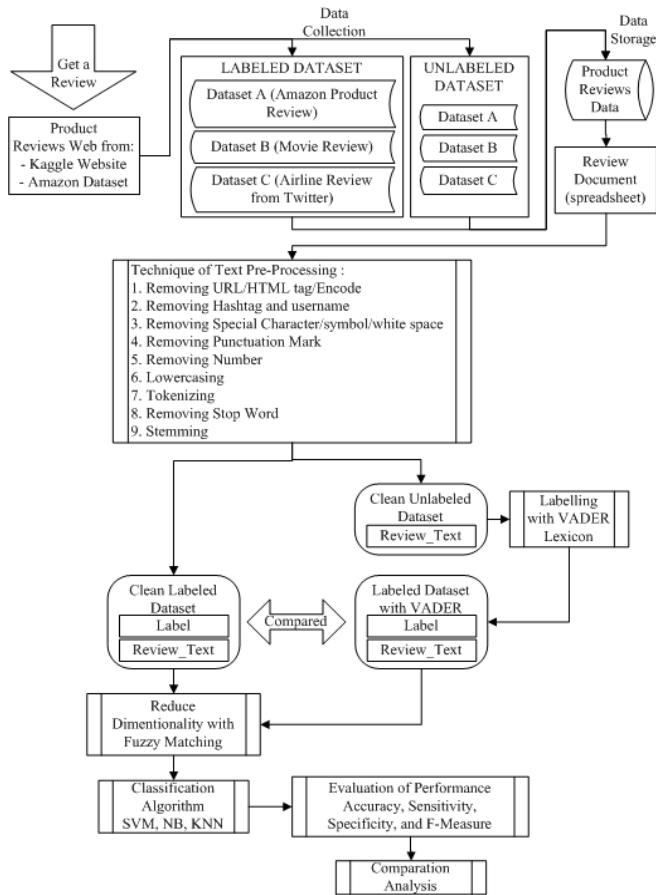 Data
Collection
Data
Storage
Get a
Review
Product
Reviews Web from:
- Kaggle Website
- Amazon Dataset
LABELED DATASET
Dataset A (Amazon Product
Review)
Dataset B (Movie Review)
Dataset C (Airline Review
from Twitter)
UNLABELED
DATASET
Dataset A
Dataset B
Dataset C
Product
Reviews
Data
Review
Document
(spreadsheet)
Technique of Text Pre-Processing :
1. Removing URL/HTML tag/Encode
2. Removing Hashtag and username
3. Removing Special Character/symbol/white space
4. Removing Punctuation Mark
5. Removing Number
6. Lowercasing
7. Tokenizing
8. Removing Stop Word
9. Stemming
Clean Unlabeled
Dataset
Review_Text
Labelling
with VADER
Lexicon
Clean Labeled
Dataset
Label
Review_Text
Compared
Labeled Dataset
with VADER
Label
Review_Text
Reduce
Dimentionality with
Fuzzy Matching
Classification
Algorithm
SVM, NB, KNN
Evaluation of Performance
Accuracy, Sensitivity,
Specificity, and F-Measure
Comparation
Analysis